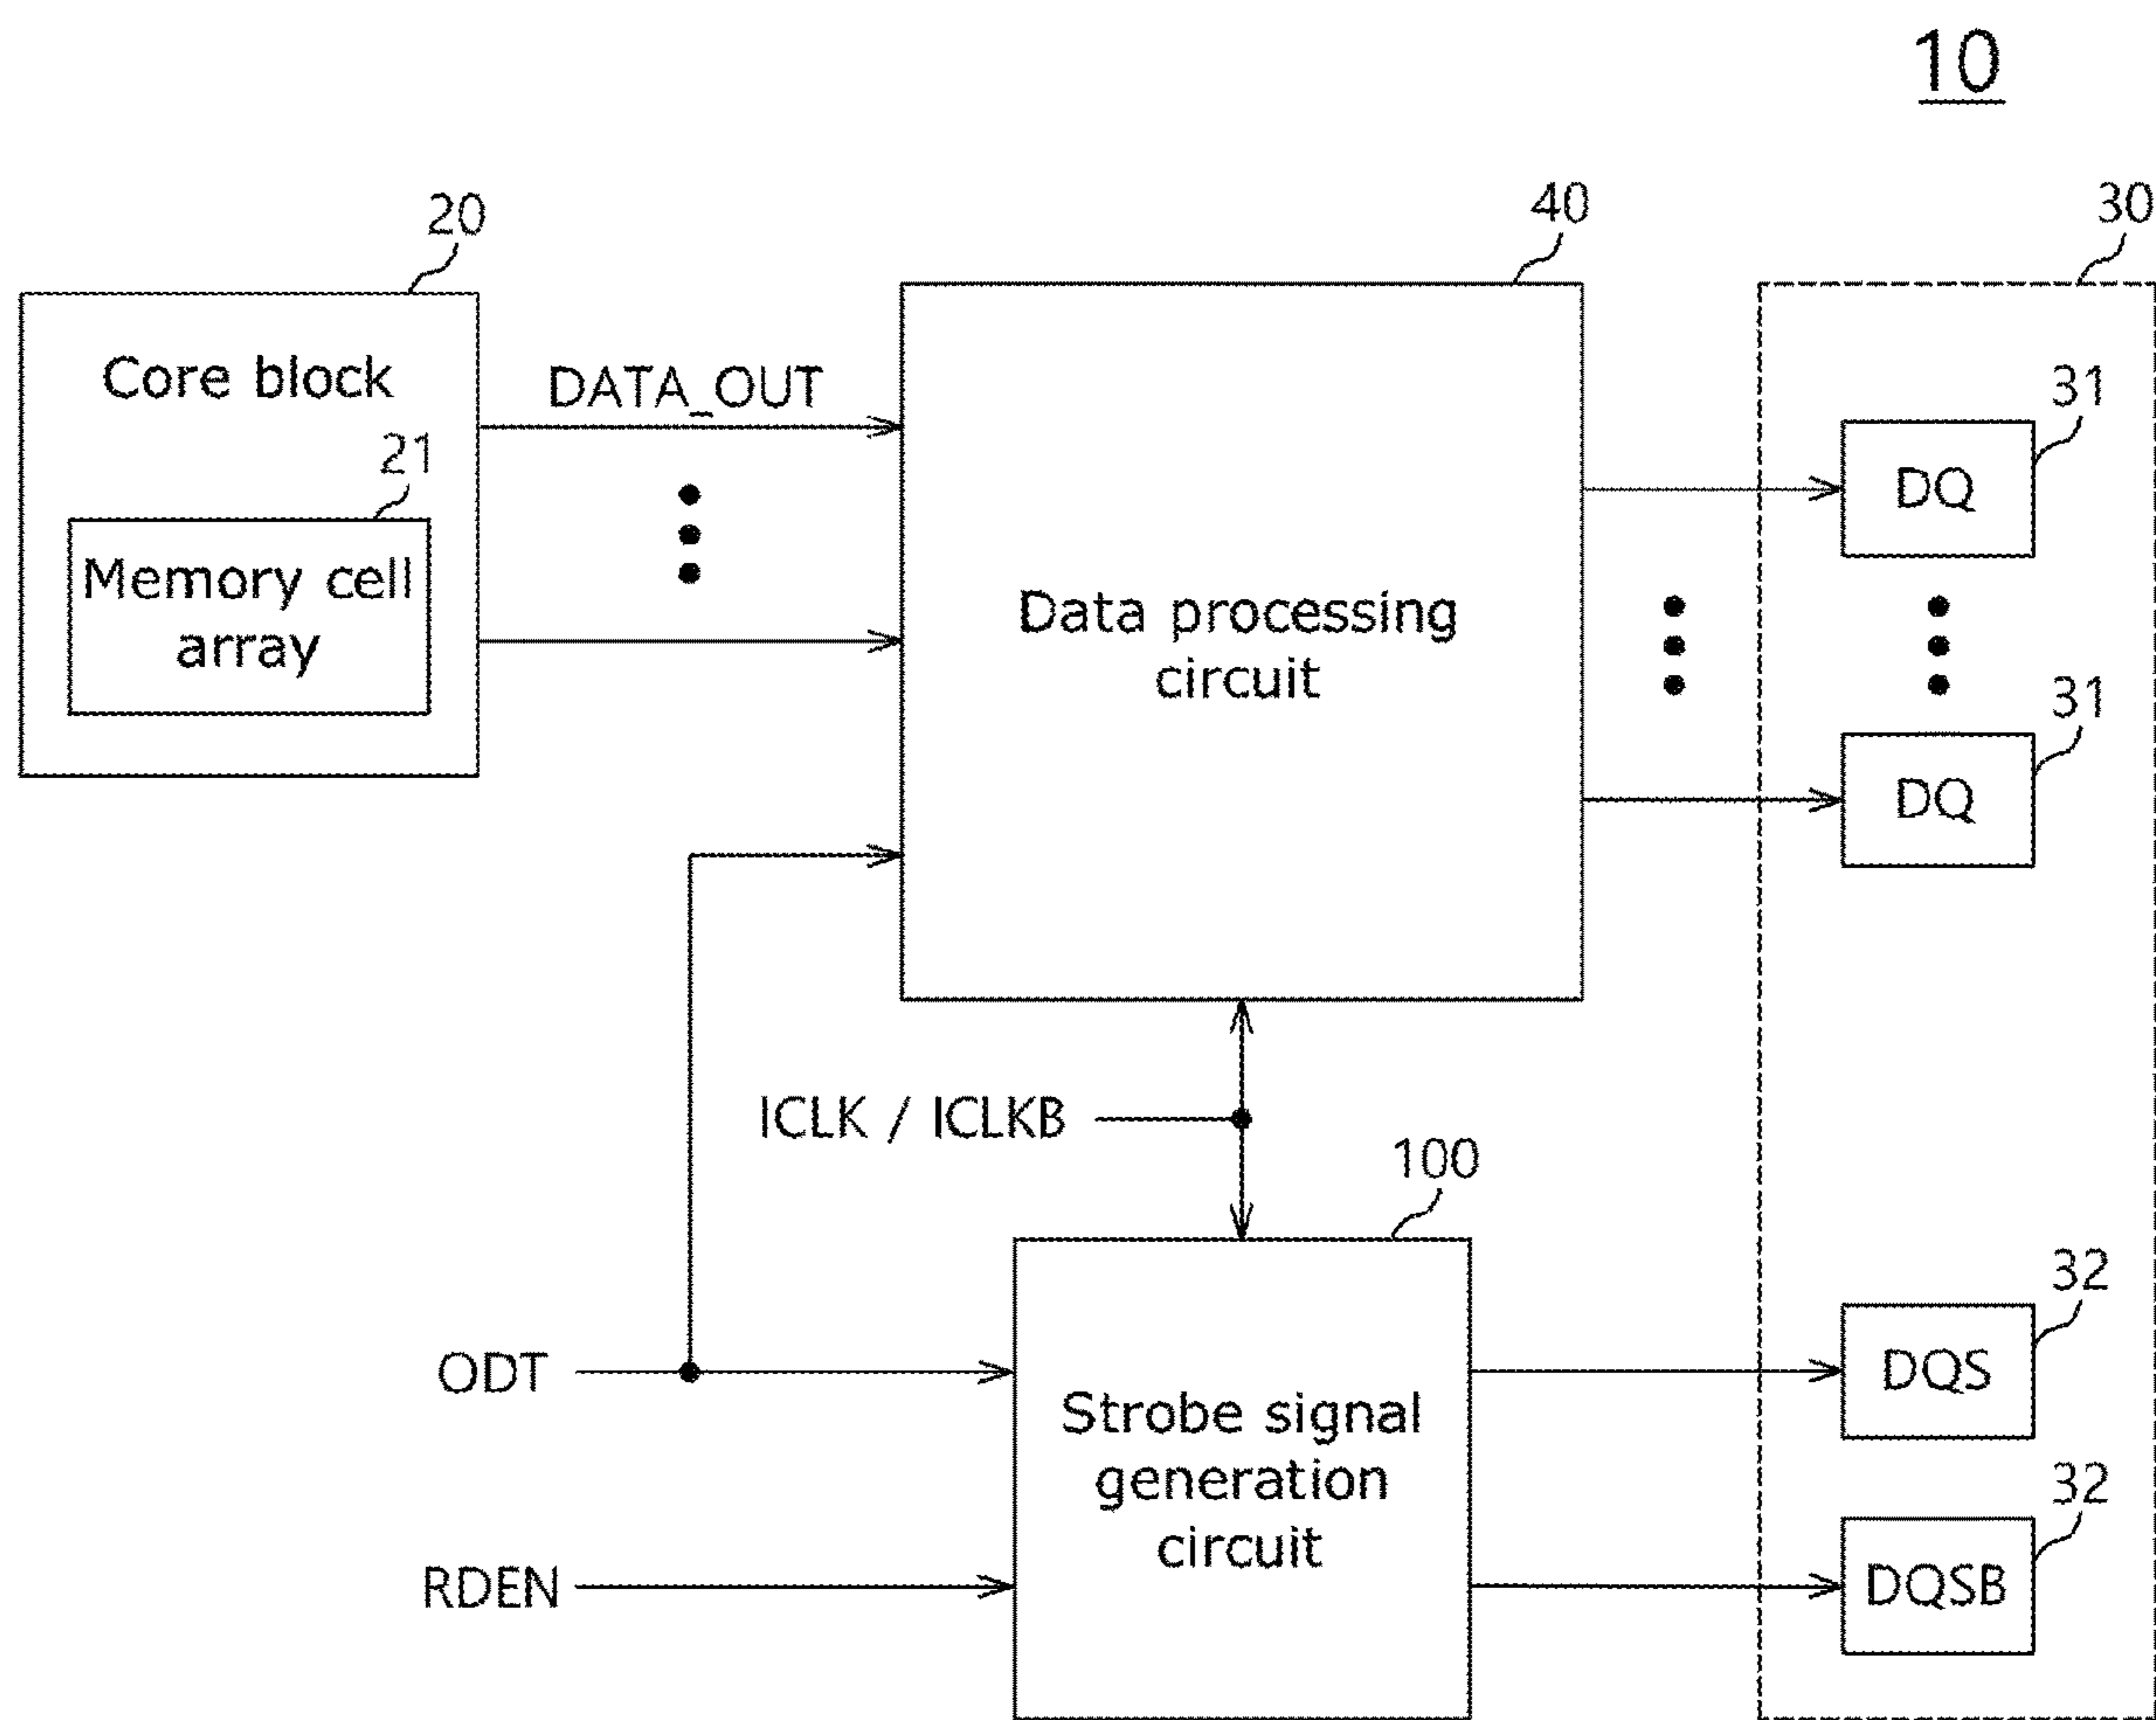 10
20
40
30
Core block
DATA_OUT
31
21
DQ
Memory cell
array
Data processing
circuit
31
DQ
ICLK / ICLKB
100
32
ODT
DQS
Strobe signal
generation
circuit
32
RDEN
DQSB